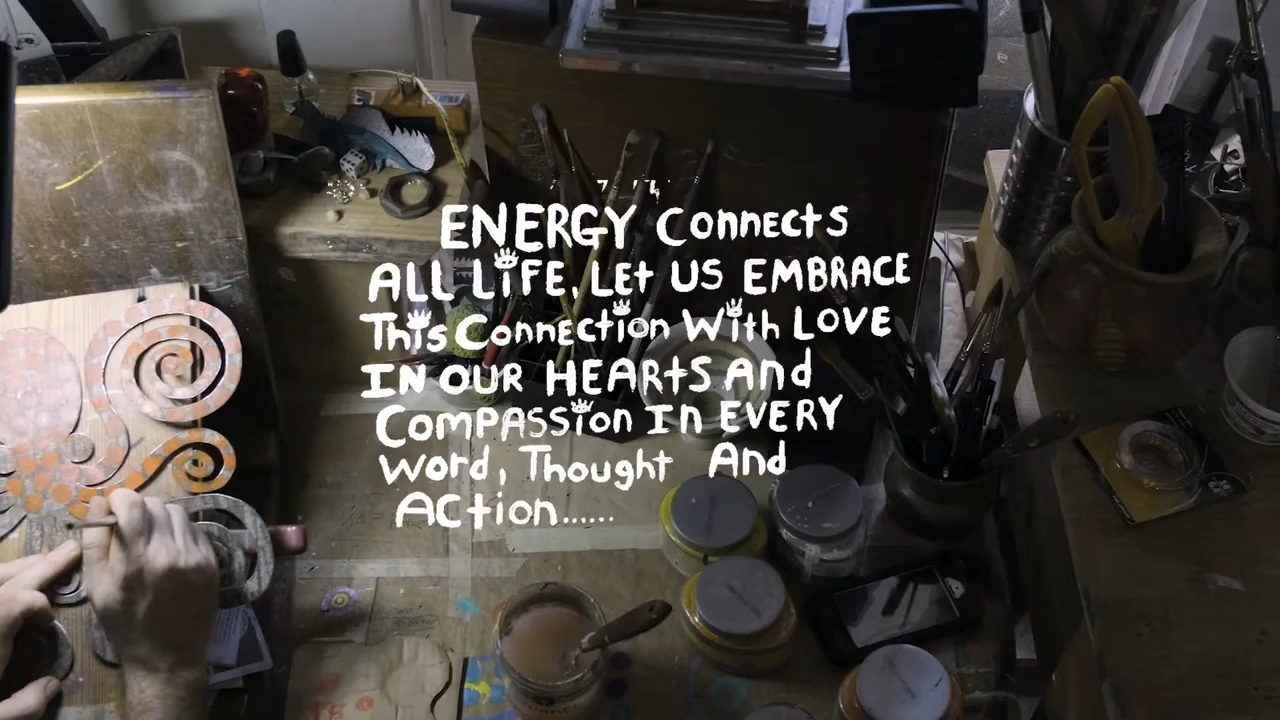 ENERGY Connects
ALL LiFE, LEt US EMBRACE
This Connection With LOVE
IN OUR HEARtS And
COMPASSion In EVERY
Word, Thought And
ACtion......